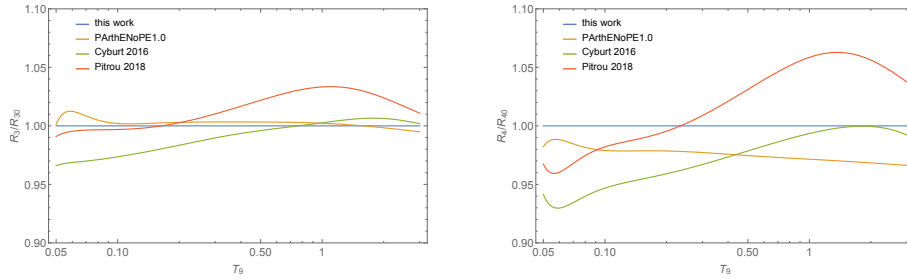 this work
PArthENoPE1.0
Cyburt 2016
Pitrou 2018
1.10
1.05
1.00
0.95
0.90
R3/R30
0.05 0.10 0.50 1
T9
this work
PArthENoPE1.0
Cyburt 2016
Pitrou 2018
1.10
1.05
1.00
0.95
0.90
R4/R40
0.05 0.10 0.50 1
T9